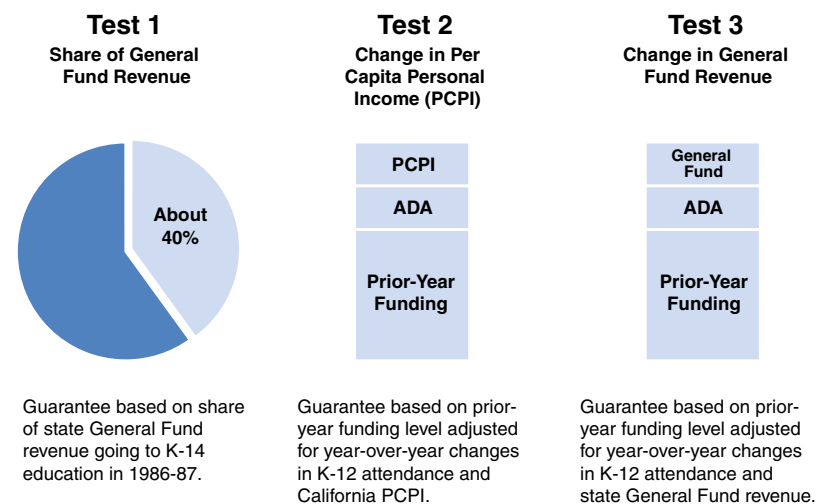 Test 1
Share of General
Fund Revenue
About
40%
Guarantee based on share
of state General Fund
revenue going to K-14
education in 1986-87.
Test 2
Change in Per
Capita Personal
Income (PCPI)
PCPI
ADA
Prior-Year
Funding
Guarantee based on prior-
year funding level adjusted
for year-over-year changes
in K-12 attendance and
California PCPI.
Test 3
Change in General
Fund Revenue
General
Fund
ADA
Prior-Year
Funding
Guarantee based on prior-
year funding level adjusted
for year-over-year changes
in K-12 attendance and
state General Fund revenue.